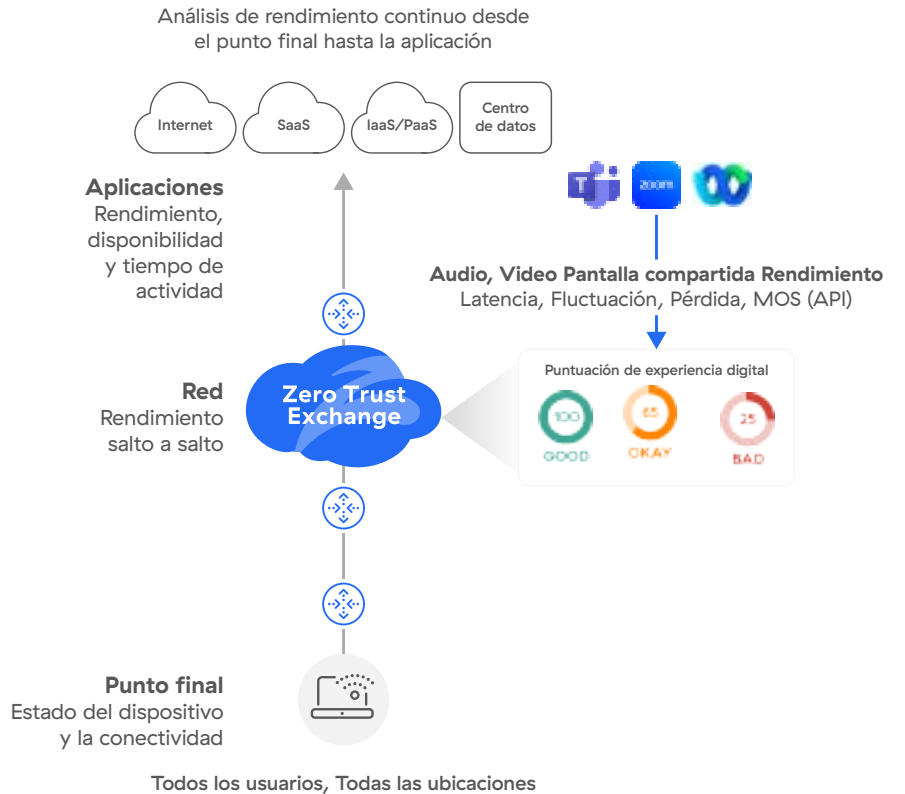 Análisis de rendimiento continuo desde
el punto final hasta la aplicación
Internet
SaaS
IaaS/PaaS
Centro
de datos
Aplicaciones
Rendimiento,
disponibilidad
y tiempo de
actividad
T
zoom
Audio, Video Pantalla compartida Rendimiento
Latencia, Fluctuación, Pérdida, MOS (API)
Red
Rendimiento
salto a salto
Zero Trust
Exchange
Puntuación de experiencia digital
100
GOOD
65
OKAY
25
BAD
Punto final
Estado del dispositivo
y la conectividad
Todos los usuarios, Todas las ubicaciones